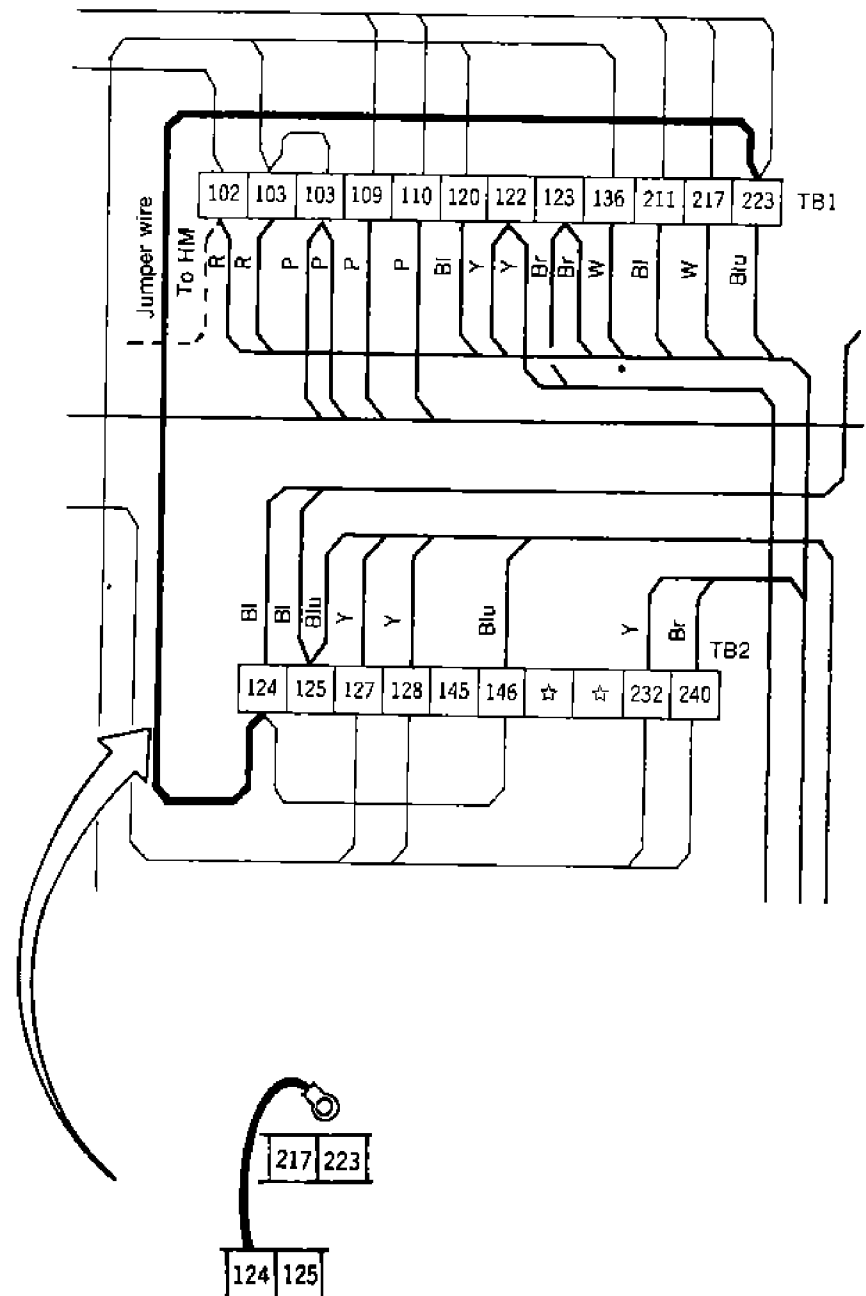 102 103 103 109 110 120 122 123 136 211 217 223 TB1
Jumper wire
To HM
R R P P P P Bl Y Y Br Br W Bl W Blu
Bl Bl Blu Y Y Blu Y Br
TB2
124 125 127 128 145 146 ☆ ☆ 232 240
217 223
124 125